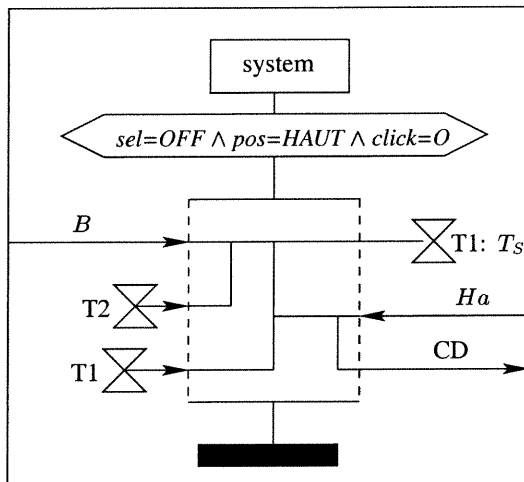 system
sel=OFF ∧ pos=HAUT ∧ click=O
B
T1: T_S
T2
Ha
T1
CD